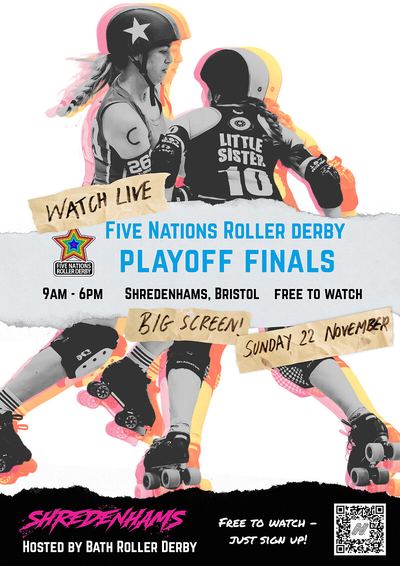 26
C
LITTLE
SISTER
10
WATCH LIVE
FIVE NATIONS ROLLER DERBY
PLAYOFF FINALS
FIVE NATIONS
ROLLER DERBY
9AM - 6PM SHREDENHAMS, BRISTOL FREE TO WATCH
BIG SCREEN!
SUNDAY 22 NOVEMBER
SHREDENHAMS
HOSTED BY BATH ROLLER DERBY
FREE TO WATCH -
JUST SIGN UP!